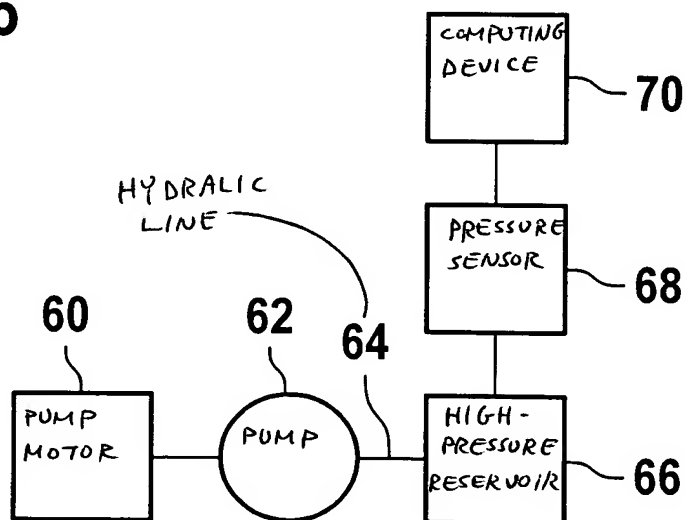 COMPUTING
DEVICE
70
HYDRALIC
LINE
PRESSURE
SENSOR
68
60
62
64
PUMP
MOTOR
PUMP
HIGH-
PRESSURE
RESERVOIR
66